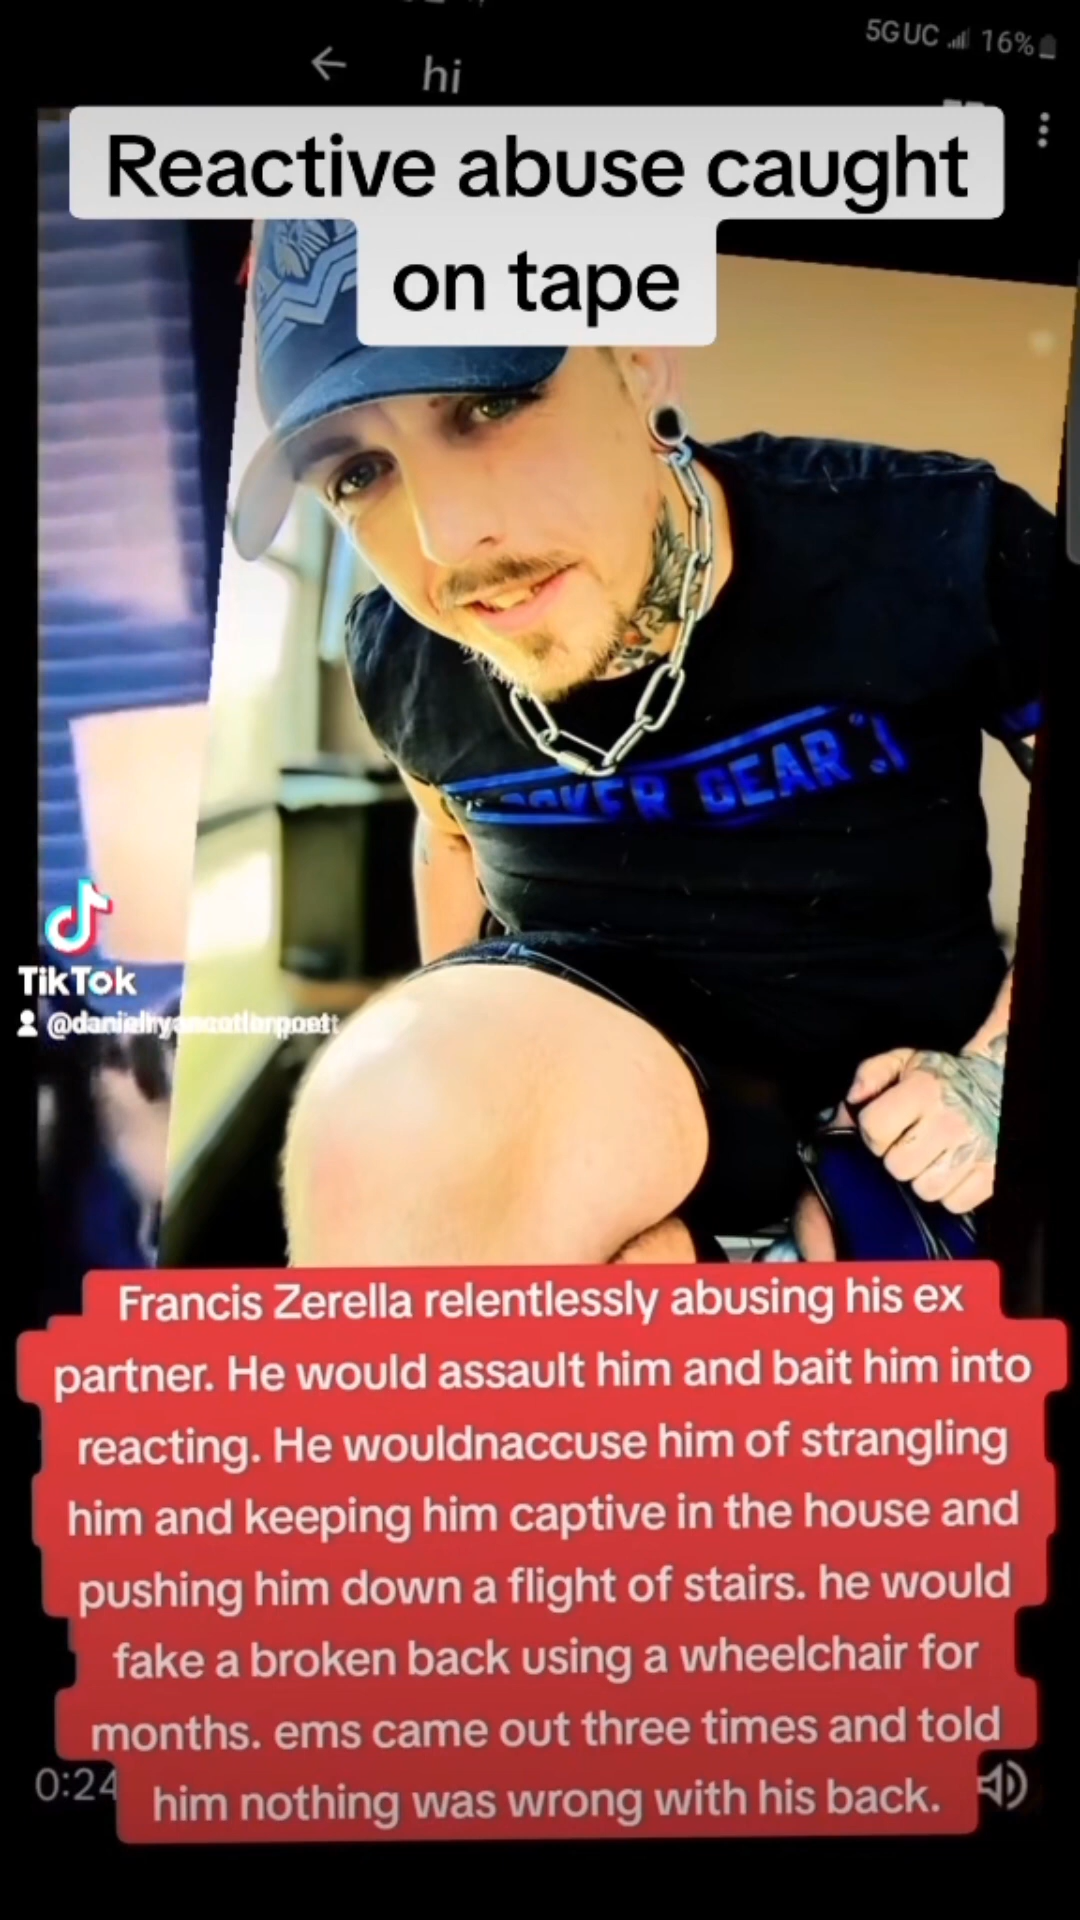 5GUC 16%
hi
Reactive abuse caught
on tape
GEAR
TikTok
Francis Zerella relentlessly abusing his ex
partner. He would assault him and bait him into
reacting. He wouldnaccuse him of strangling
him and keeping him captive in the house and
pushing him down a flight of stairs. he would
fake a broken back using a wheelchair for
months. ems came out three times and told
him nothing was wrong with his back.
0:24